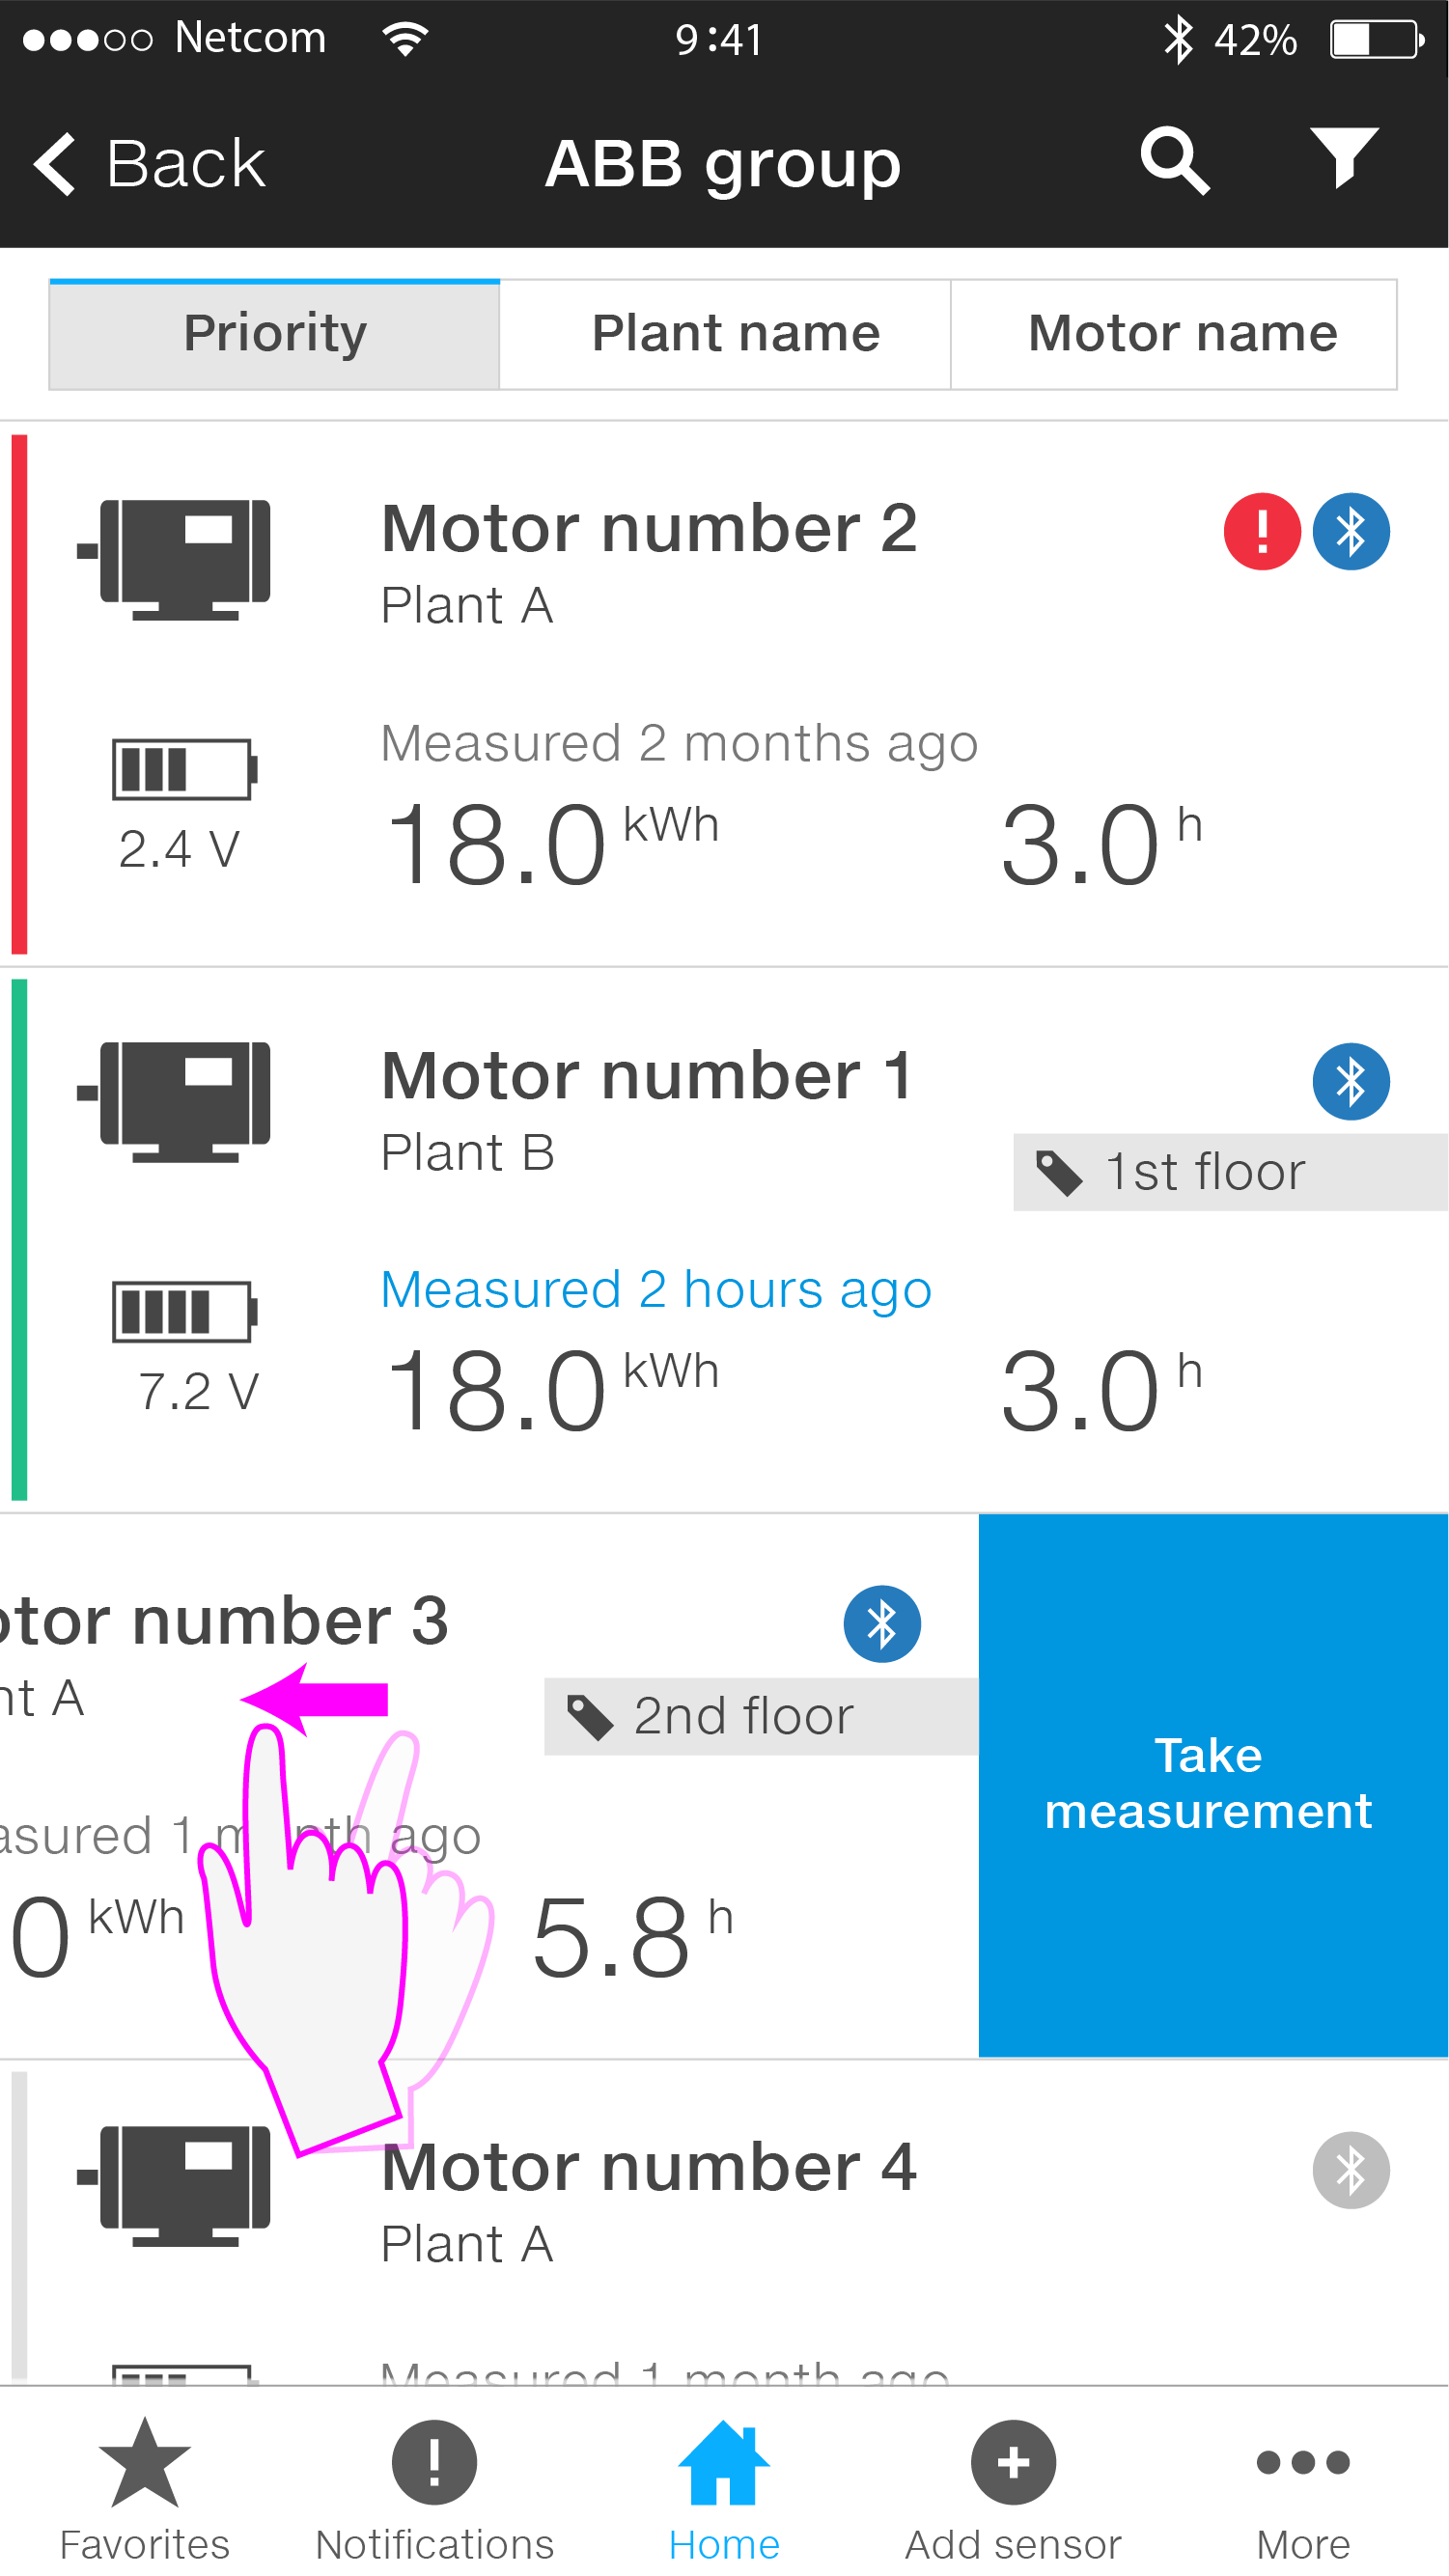 Netcom 9:41 42%
Back ABB group
Priority Plant name Motor name
Motor number 2
Plant A
Measured 2 months ago
2.4 V 18.0 kWh 3.0 h
Motor number 1
Plant B
1st floor
Measured 2 hours ago
7.2 V 18.0 kWh 3.0 h
otor number 3
nt A
2nd floor
asured 1 month ago
0 kWh 5.8 h
Take
measurement
Motor number 4
Plant A
Measured 1 month ago
Favorites Notifications Home Add sensor More